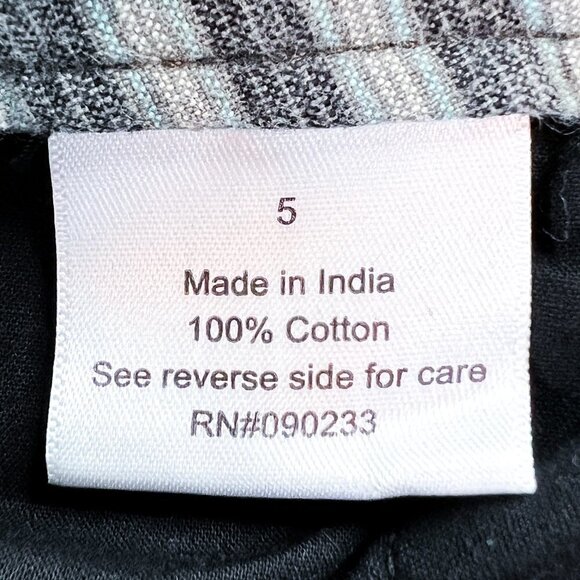 5
Made in India
100% Cotton
See reverse side for care
RN#090233